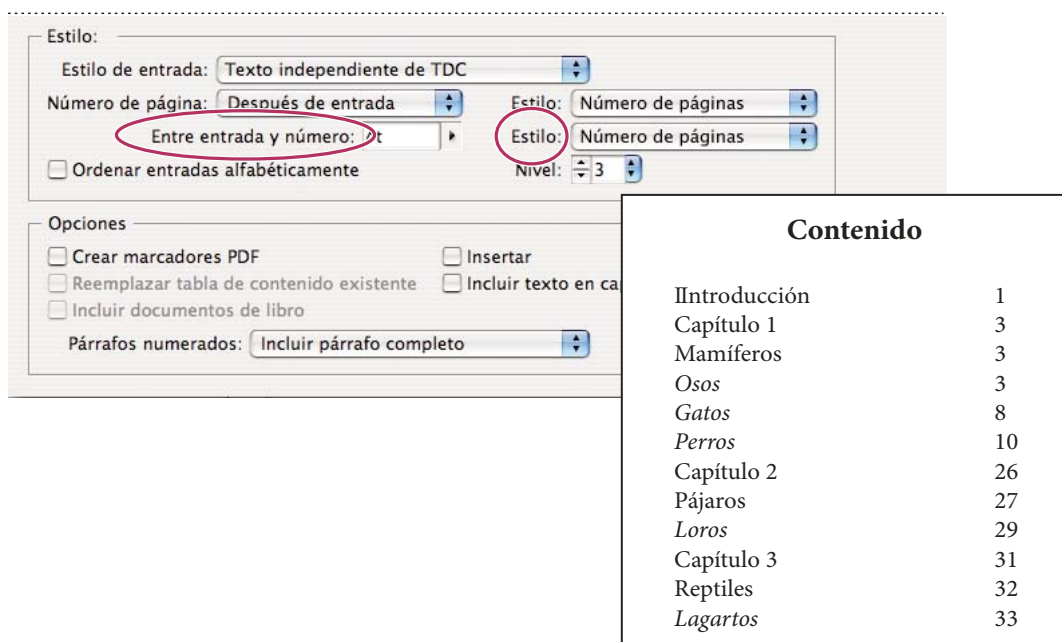 Estilo:
Estilo de entrada: Texto independiente de TDC
Número de página: Después de entrada Estilo: Número de páginas
Entre entrada y número: ^t Estilo: Número de páginas
Ordenar entradas alfabéticamente Nivel: 3
Opciones
Crear marcadores PDF Insertar
Reemplazar tabla de contenido existente Incluir texto en ca
Incluir documentos de libro
Párrafos numerados: Incluir párrafo completo
Contenido
IIntroducción 1
Capítulo 1 3
Mamíferos 3
Osos 3
Gatos 8
Perros 10
Capítulo 2 26
Pájaros 27
Loros 29
Capítulo 3 31
Reptiles 32
Lagartos 33